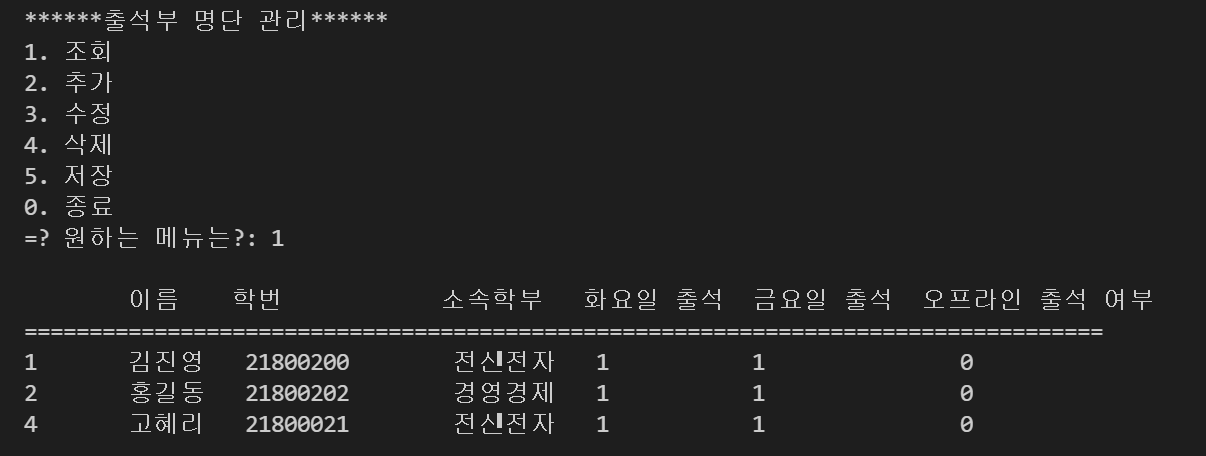 ******출석부 명단 관리******
1. 조회
2. 추가
3. 수정
4. 삭제
5. 저장
0. 종료
=? 원하는 메뉴는?: 1
이름 학번 소속학부 화요일 출석 금요일 출석 오프라인 출석 여부
===================================================================================
1 김진영 21800200 전산전자 1 1 0
2 홍길동 21800202 경영경제 1 1 0
4 고혜리 21800021 전산전자 1 1 0